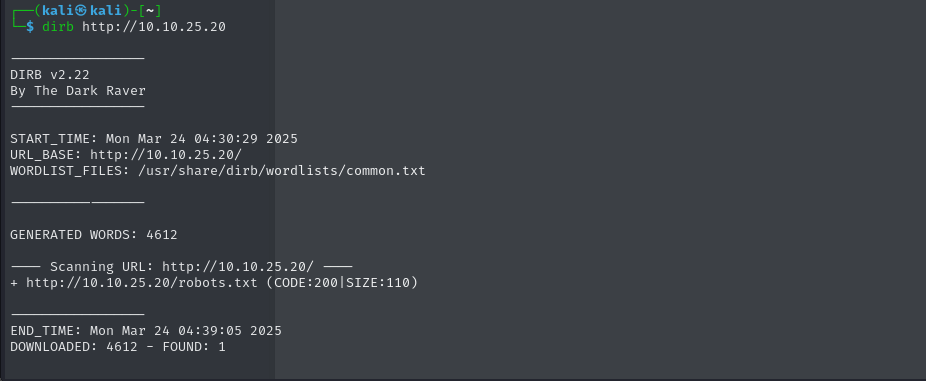 ┌──(kali㉿kali)-[~]
└─$ dirb http://10.10.25.20
-----------------
DIRB v2.22
By The Dark Raver
-----------------
START_TIME: Mon Mar 24 04:30:29 2025
URL_BASE: http://10.10.25.20/
WORDLIST_FILES: /usr/share/dirb/wordlists/common.txt
-----------------
GENERATED WORDS: 4612
---- Scanning URL: http://10.10.25.20/ ----
+ http://10.10.25.20/robots.txt (CODE:200|SIZE:110)
-----------------
END_TIME: Mon Mar 24 04:39:05 2025
DOWNLOADED: 4612 - FOUND: 1